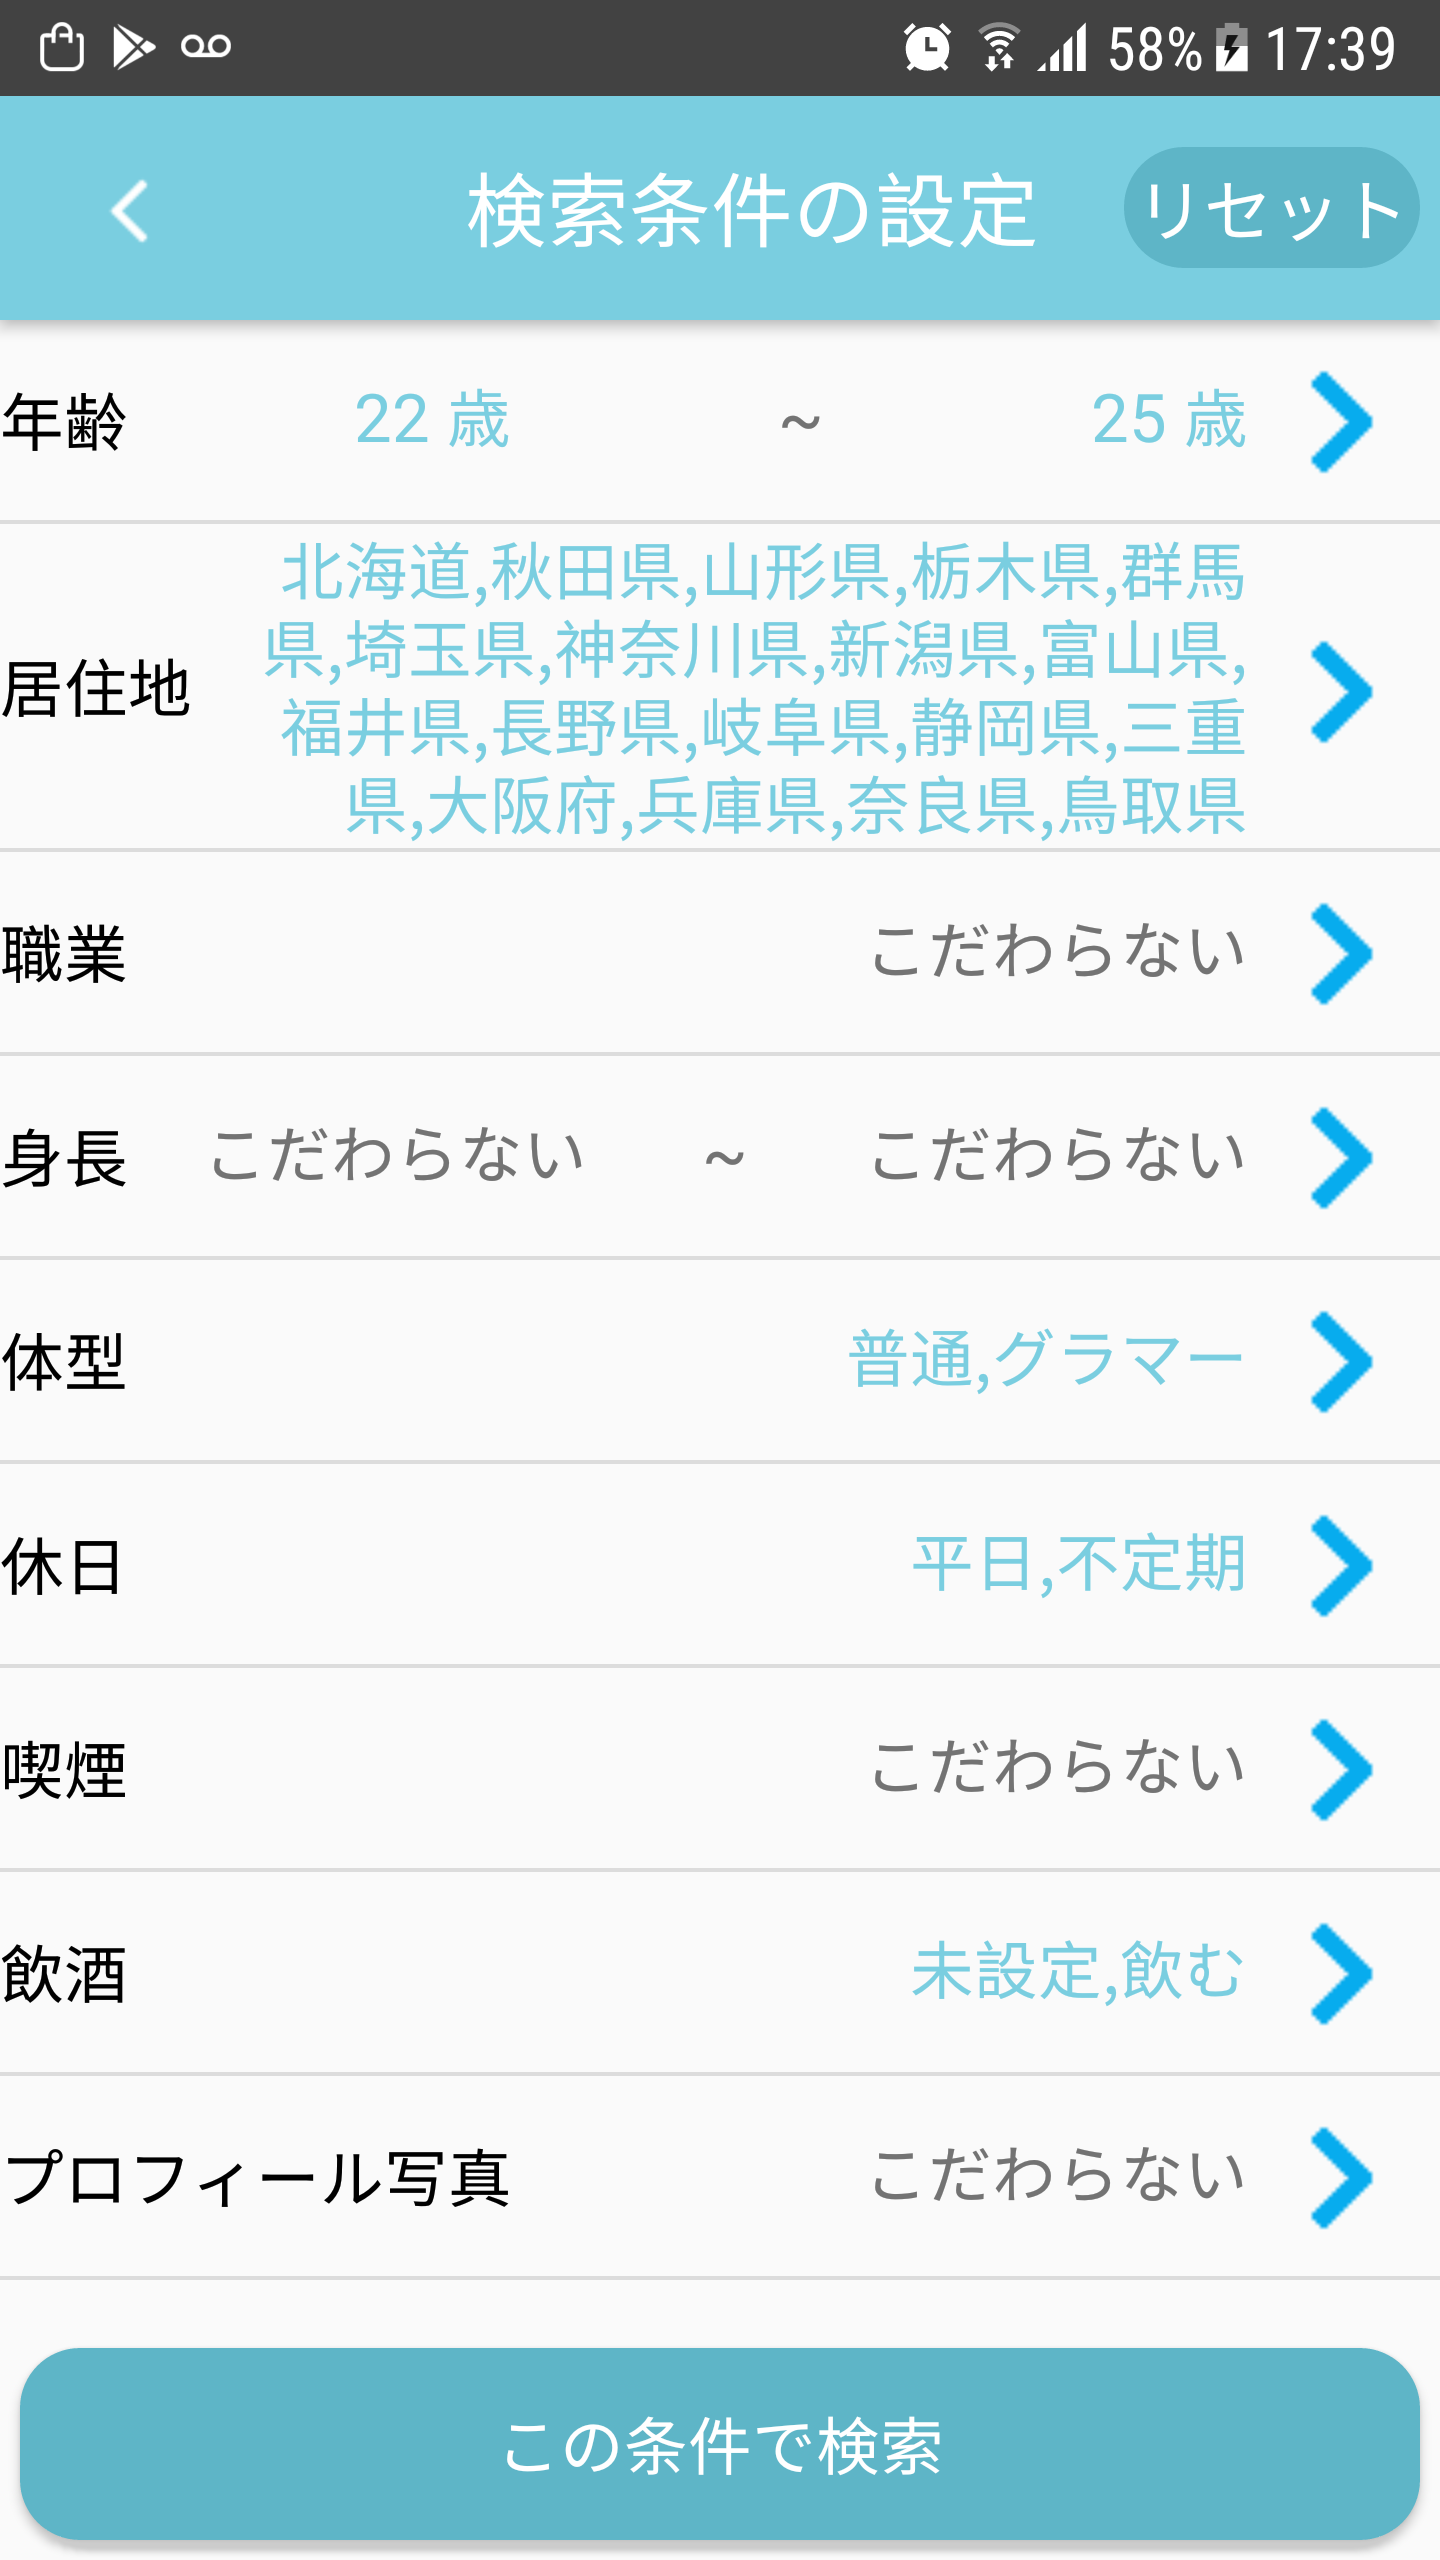 58% 17:39
検索条件の設定 リセット
年齢 22 歳 ~ 25 歳
居住地
北海道,秋田県,山形県,栃木県,群馬
県,埼玉県,神奈川県,新潟県,富山県,
福井県,長野県,岐阜県,静岡県,三重
県,大阪府,兵庫県,奈良県,鳥取県
職業 こだわらない
身長 こだわらない ~ こだわらない
体型 普通,グラマー
休日 平日,不定期
喫煙 こだわらない
飲酒 未設定,飲む
プロフィール写真 こだわらない
この条件で検索